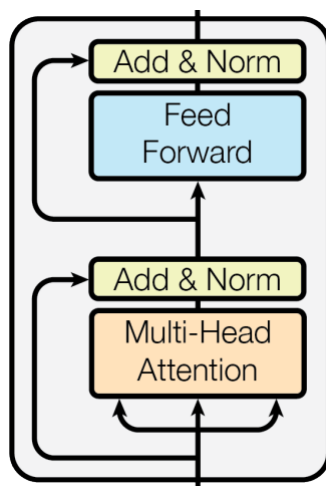 Add & Norm
Feed
Forward
Add & Norm
Multi-Head
Attention